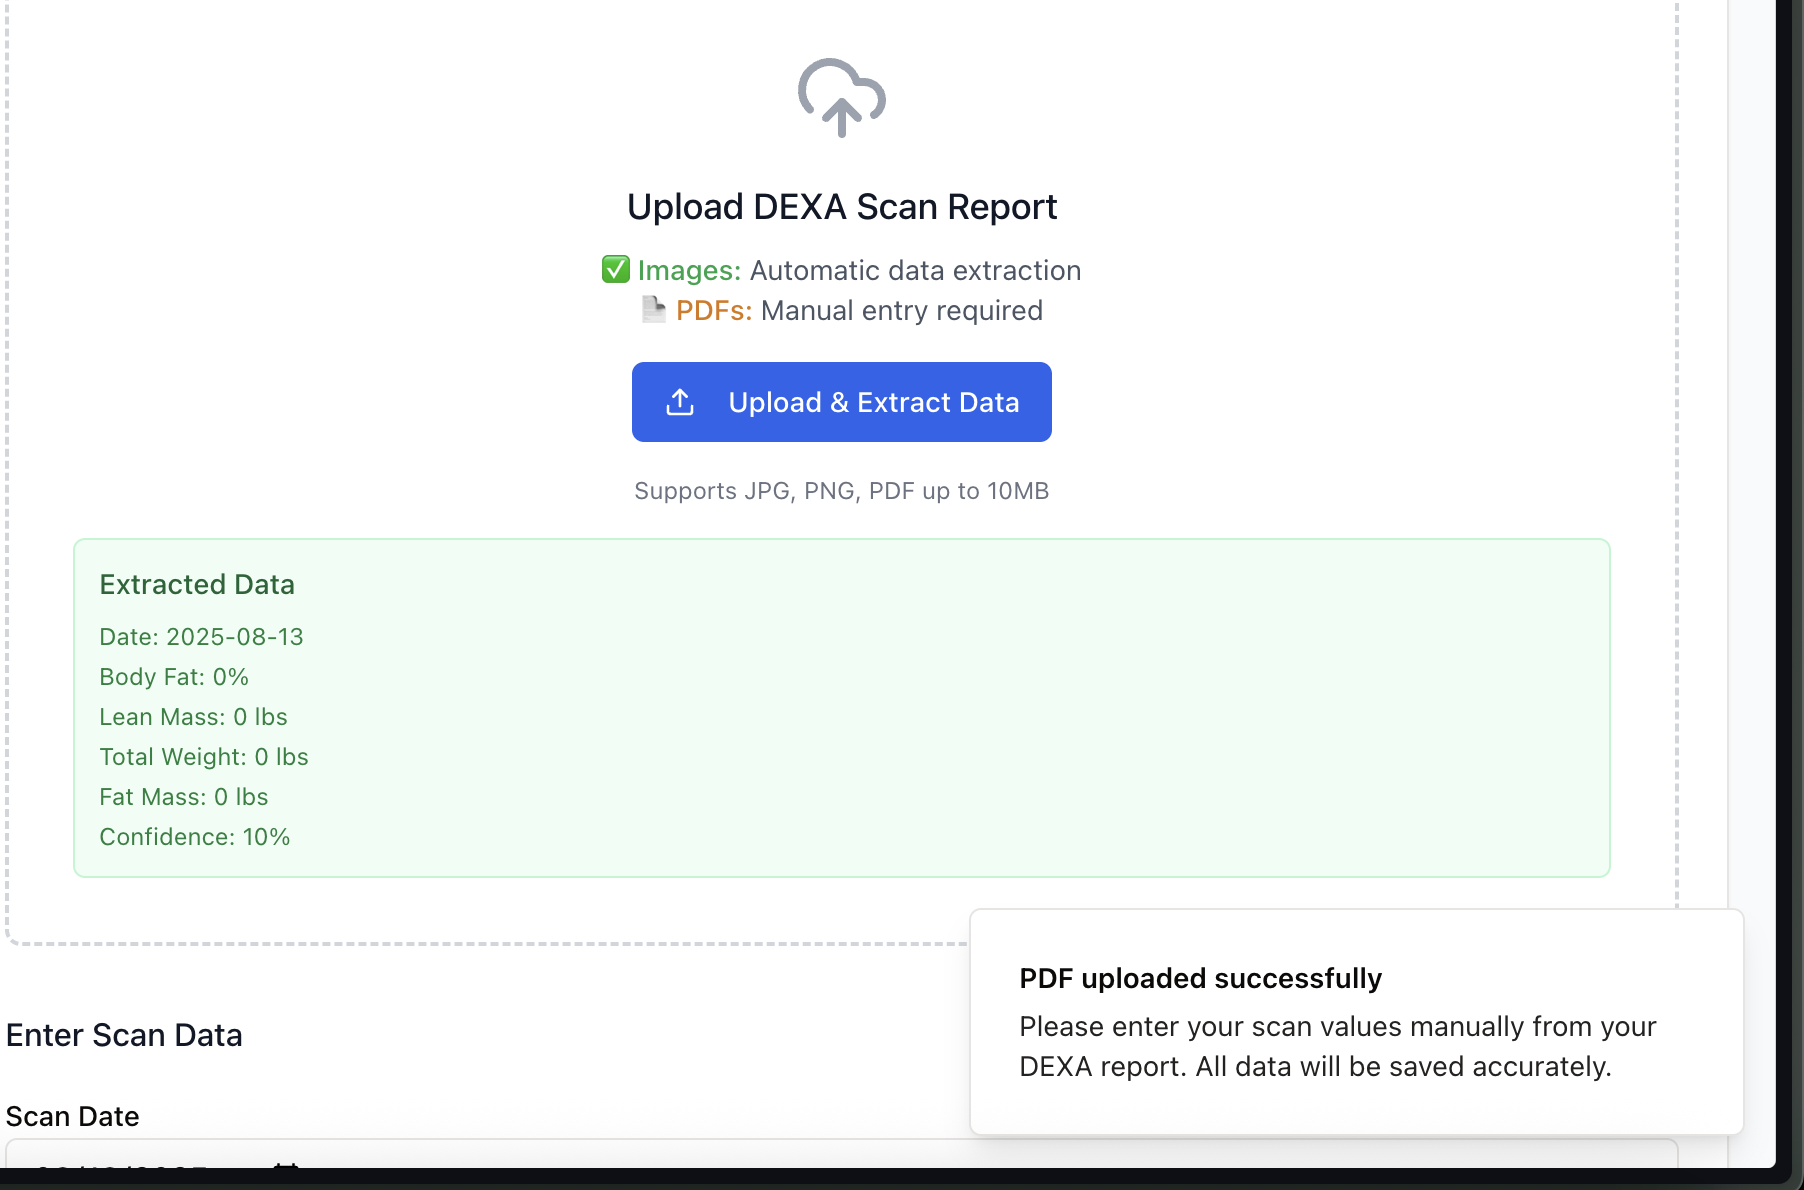 Upload DEXA Scan Report
✅ Images: Automatic data extraction
📄 PDFs: Manual entry required
Upload & Extract Data
Supports JPG, PNG, PDF up to 10MB
Extracted Data
Date: 2025-08-13
Body Fat: 0%
Lean Mass: 0 lbs
Total Weight: 0 lbs
Fat Mass: 0 lbs
Confidence: 10%
PDF uploaded successfully
Please enter your scan values manually from your
DEXA report. All data will be saved accurately.
Enter Scan Data
Scan Date